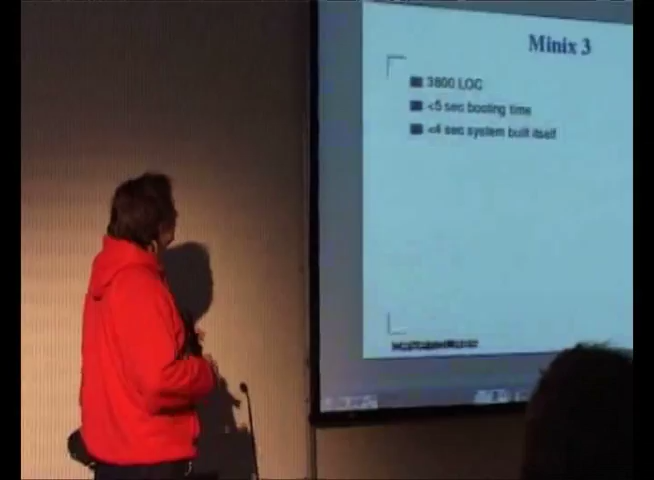 Minix 3
3800 LOC
<5 sec booting time
<4 sec system built itself